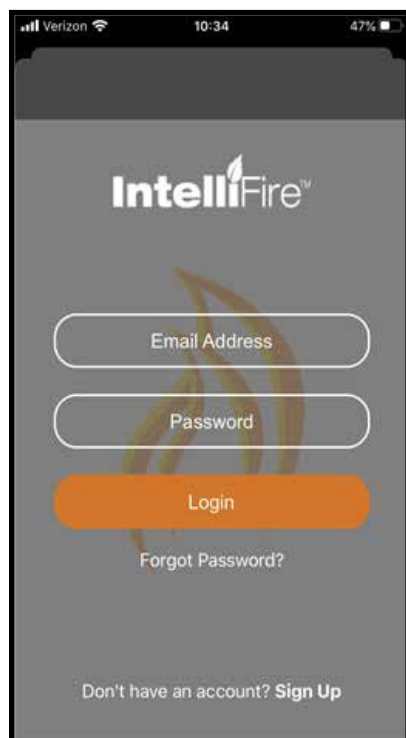 Verizon 10:34 47%
IntelliFire™
Email Address
Password
Login
Forgot Password?
Don't have an account? Sign Up